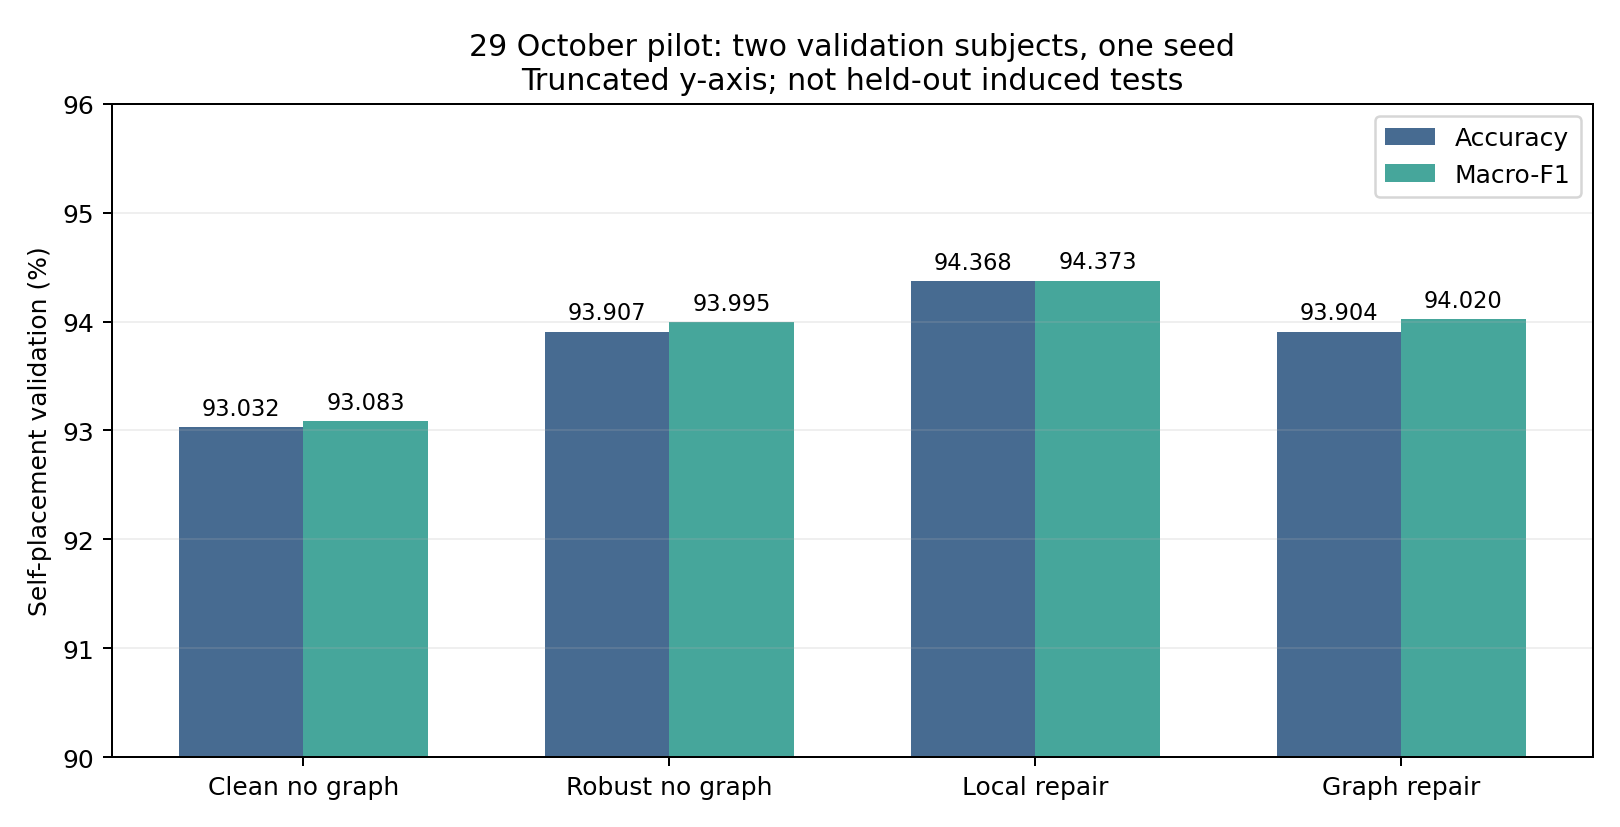 29 October pilot: two validation subjects, one seed
Truncated y-axis; not held-out induced tests
Self-placement validation (%)
96
95
94
93
92
91
90
Accuracy
Macro-F1
93.032
93.083
93.907
93.995
94.368
94.373
93.904
94.020
Clean no graph
Robust no graph
Local repair
Graph repair